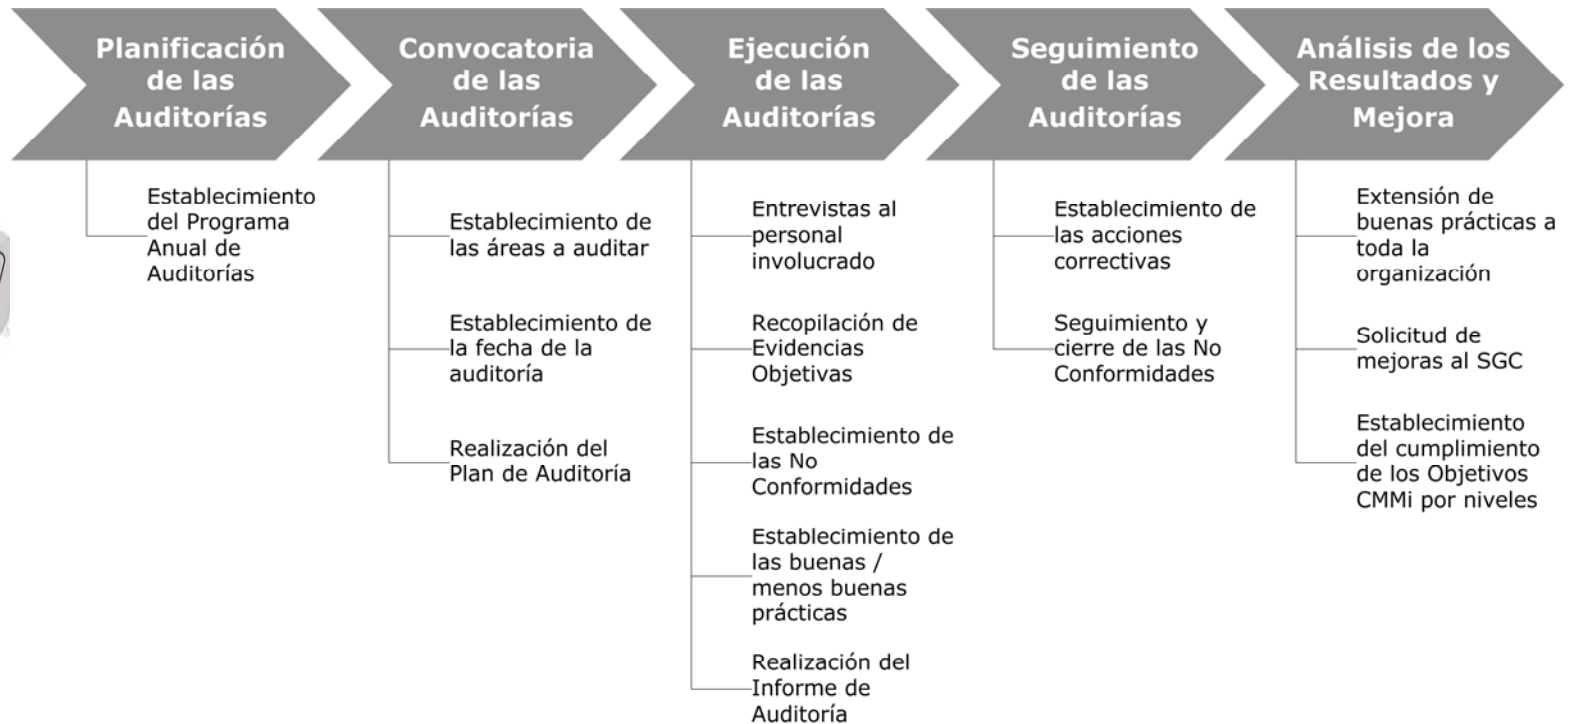 Planificación
de las
Auditorías
Establecimiento
del Programa
Anual de
Auditorías
Convocatoria
de las
Auditorías
Establecimiento de
las áreas a auditar
Establecimiento de
la fecha de la
auditoría
Realización del
Plan de Auditoría
Ejecución
de las
Auditorías
Entrevistas al
personal
involucrado
Recopilación de
Evidencias
Objetivas
Establecimiento de
las No
Conformidades
Establecimiento de
las buenas /
menos buenas
prácticas
Realización del
Informe de
Auditoría
Seguimiento
de las
Auditorías
Establecimiento de
las acciones
correctivas
Seguimiento y
cierre de las No
Conformidades
Análisis de los
Resultados y
Mejora
Extensión de
buenas prácticas a
toda la
organización
Solicitud de
mejoras al SGC
Establecimiento
del cumplimiento
de los Objetivos
CMMi por niveles